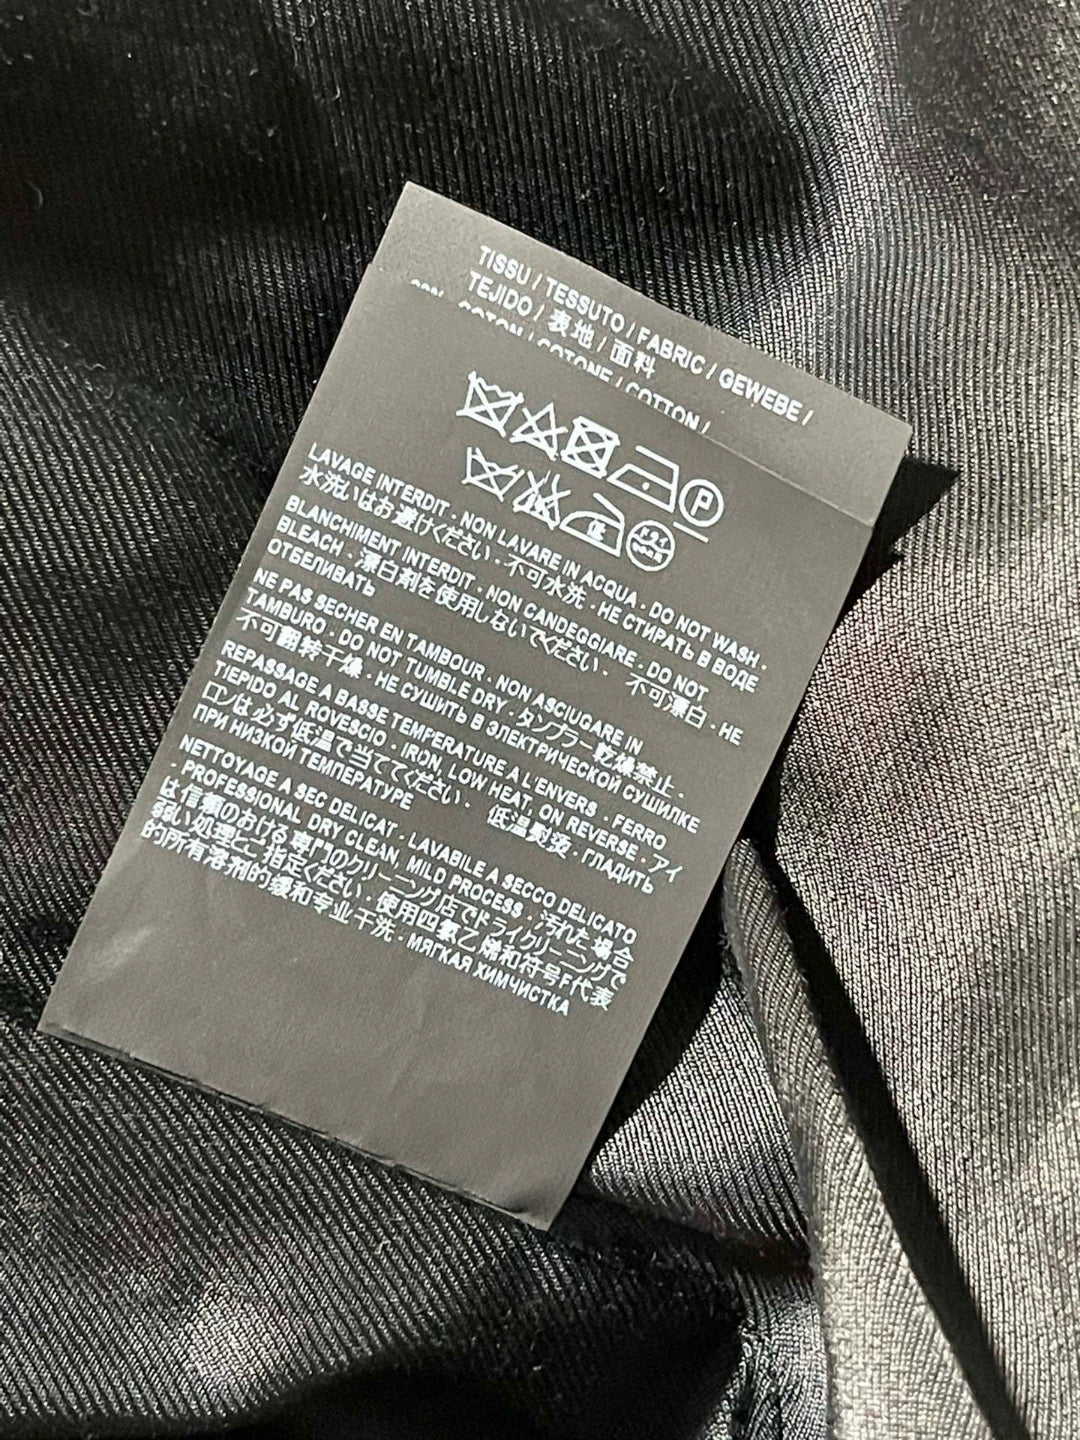 TISSU / TESSUTO / FABRIC / GEWEBE /
TEJIDO / 表地 / 面料
COTON / COTONE / COTTON /
P
ドライ
LAVAGE INTERDIT · NON LAVARE IN ACQUA · DO NOT WASH ·
水洗いはお避けください · 不可水洗 · НЕ СТИРАТЬ В ВОДЕ
BLANCHIMENT INTERDIT · NON CANDEGGIARE · DO NOT
BLEACH · 漂白剤を使用しないでください · 不可漂白 · НЕ
ОТБЕЛИВАТЬ
NE PAS SECHER EN TAMBOUR · NON ASCIUGARE IN
TAMBURO · DO NOT TUMBLE DRY · タンブラー乾燥禁止 ·
不可翻转干燥 · НЕ СУШИТЬ В ЭЛЕКТРИЧЕСКОЙ СУШИЛКЕ
REPASSAGE A BASSE TEMPERATURE A L'ENVERS · FERRO
TIEPIDO AL ROVESCIO · IRON, LOW HEAT, ON REVERSE · アイ
ロンは必ず低温で当ててください · 低温熨烫 · ГЛАДИТЬ
ПРИ НИЗКОЙ ТЕМПЕРАТУРЕ
NETTOYAGE A SEC DELICAT · LAVABILE A SECCO DELICATO
· PROFESSIONAL DRY CLEAN, MILD PROCESS · 汚れた場合
は信頼のおける専門のクリーニング店でドライクリーニングで
弱い処理とご指定ください · 使用四氯乙烯和符号F代表
的所有溶剂的缓和专业干洗 · МЯГКАЯ ХИМЧИСТКА